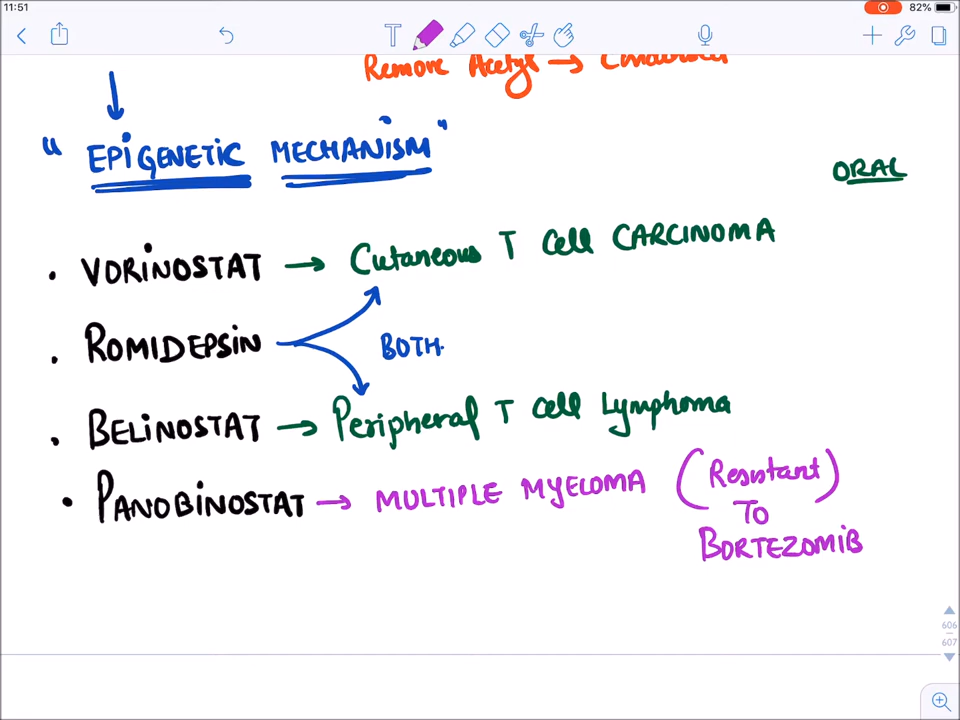 11:51
82%
T
Remove Acetyl →
"EPIGENETIC MECHANISM"
ORAL
• VORINOSTAT → Cutaneous T Cell CARCINOMA
• ROMIDEPSIN
BOTH.
• BELINOSTAT → Peripheral T Cell Lymphoma
• PANOBINOSTAT → MULTIPLE MYELOMA (Resistant)
TO
BORTEZOMIB
606
607